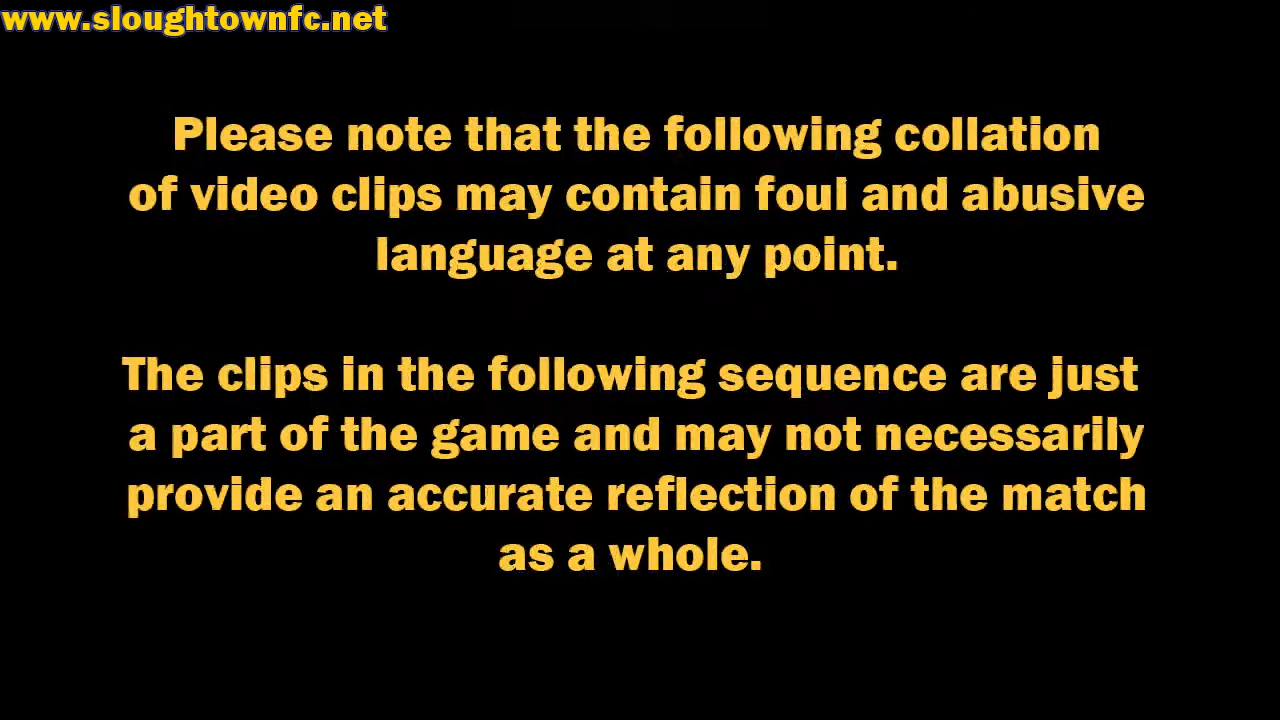 www.sloughtownfc.net
Please note that the following collation
of video clips may contain foul and abusive
language at any point.
The clips in the following sequence are just
a part of the game and may not necessarily
provide an accurate reflection of the match
as a whole.